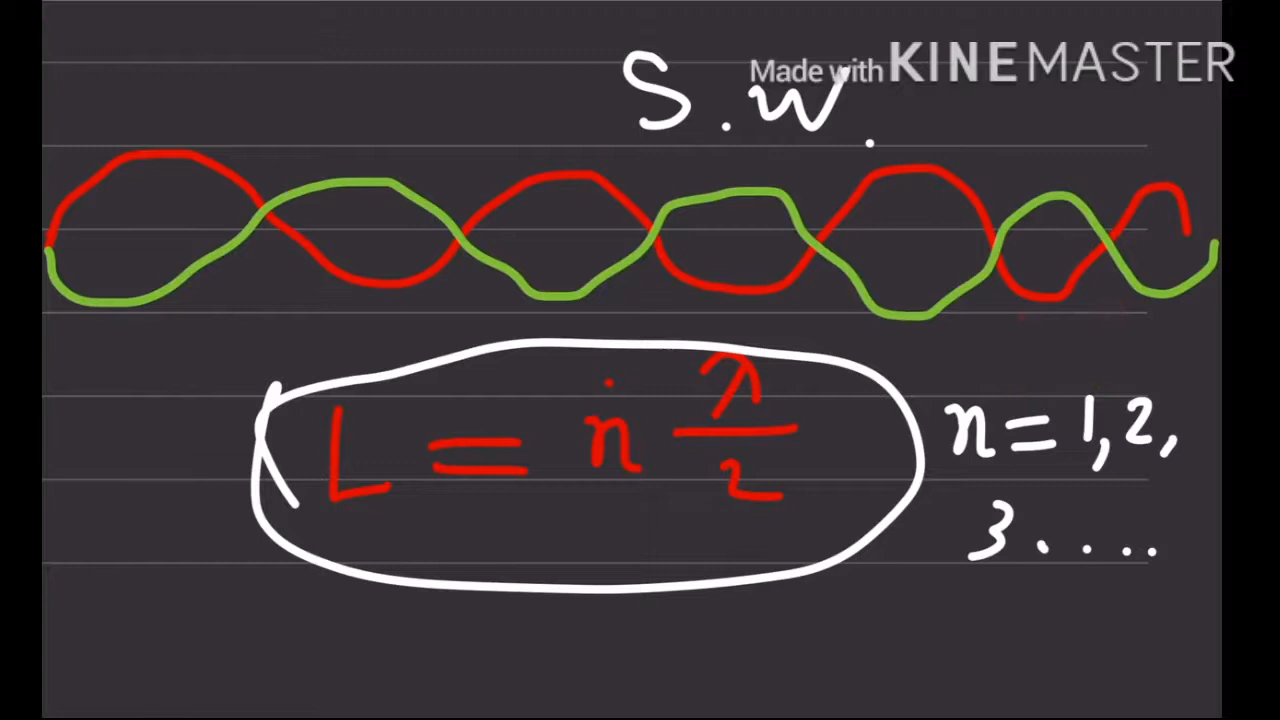 Made with KINEMASTER
S.W.
L = n λ/2
n = 1, 2,
3....